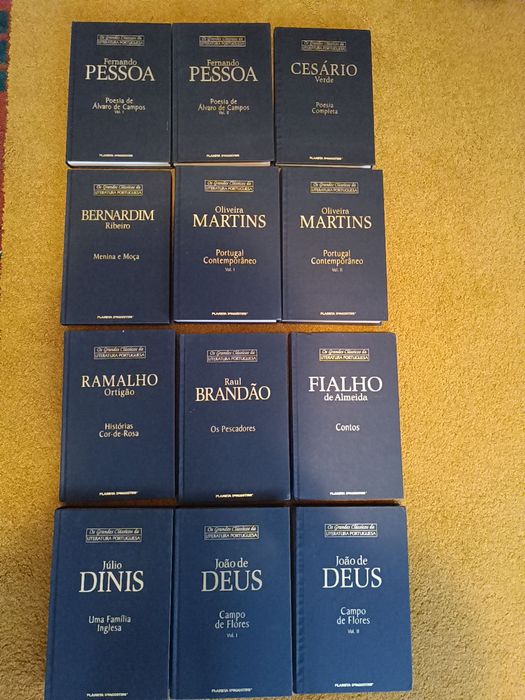 Os Grandes Clássicos da
LITERATURA PORTUGUESA
Fernando
PESSOA
Poesia de
Álvaro de Campos
Vol. I
PLANETA DeAGOSTINI
Os Grandes Clássicos da
LITERATURA PORTUGUESA
Fernando
PESSOA
Poesia de
Álvaro de Campos
Vol. II
PLANETA DeAGOSTINI
Os Grandes Clássicos da
LITERATURA PORTUGUESA
CESÁRIO
Verde
Poesia
Completa
PLANETA DeAGOSTINI
Os Grandes Clássicos da
LITERATURA PORTUGUESA
BERNARDIM
Ribeiro
Menina e Moça
PLANETA DeAGOSTINI
Os Grandes Clássicos da
LITERATURA PORTUGUESA
Oliveira
MARTINS
Portugal
Contemporâneo
Vol. I
PLANETA DeAGOSTINI
Os Grandes Clássicos da
LITERATURA PORTUGUESA
Oliveira
MARTINS
Portugal
Contemporâneo
Vol. II
PLANETA DeAGOSTINI
Os Grandes Clássicos da
LITERATURA PORTUGUESA
RAMALHO
Ortigão
Histórias
Cor-de-Rosa
PLANETA DeAGOSTINI
Os Grandes Clássicos da
LITERATURA PORTUGUESA
Raul
BRANDÃO
Os Pescadores
PLANETA DeAGOSTINI
Os Grandes Clássicos da
LITERATURA PORTUGUESA
FIALHO
de Almeida
Contos
PLANETA DeAGOSTINI
Os Grandes Clássicos da
LITERATURA PORTUGUESA
Júlio
DINIS
Uma Família
Inglesa
PLANETA DeAGOSTINI
Os Grandes Clássicos da
LITERATURA PORTUGUESA
João de
DEUS
Campo
de Flores
Vol. I
PLANETA DeAGOSTINI
Os Grandes Clássicos da
LITERATURA PORTUGUESA
João de
DEUS
Campo
de Flores
Vol. II
PLANETA DeAGOSTINI